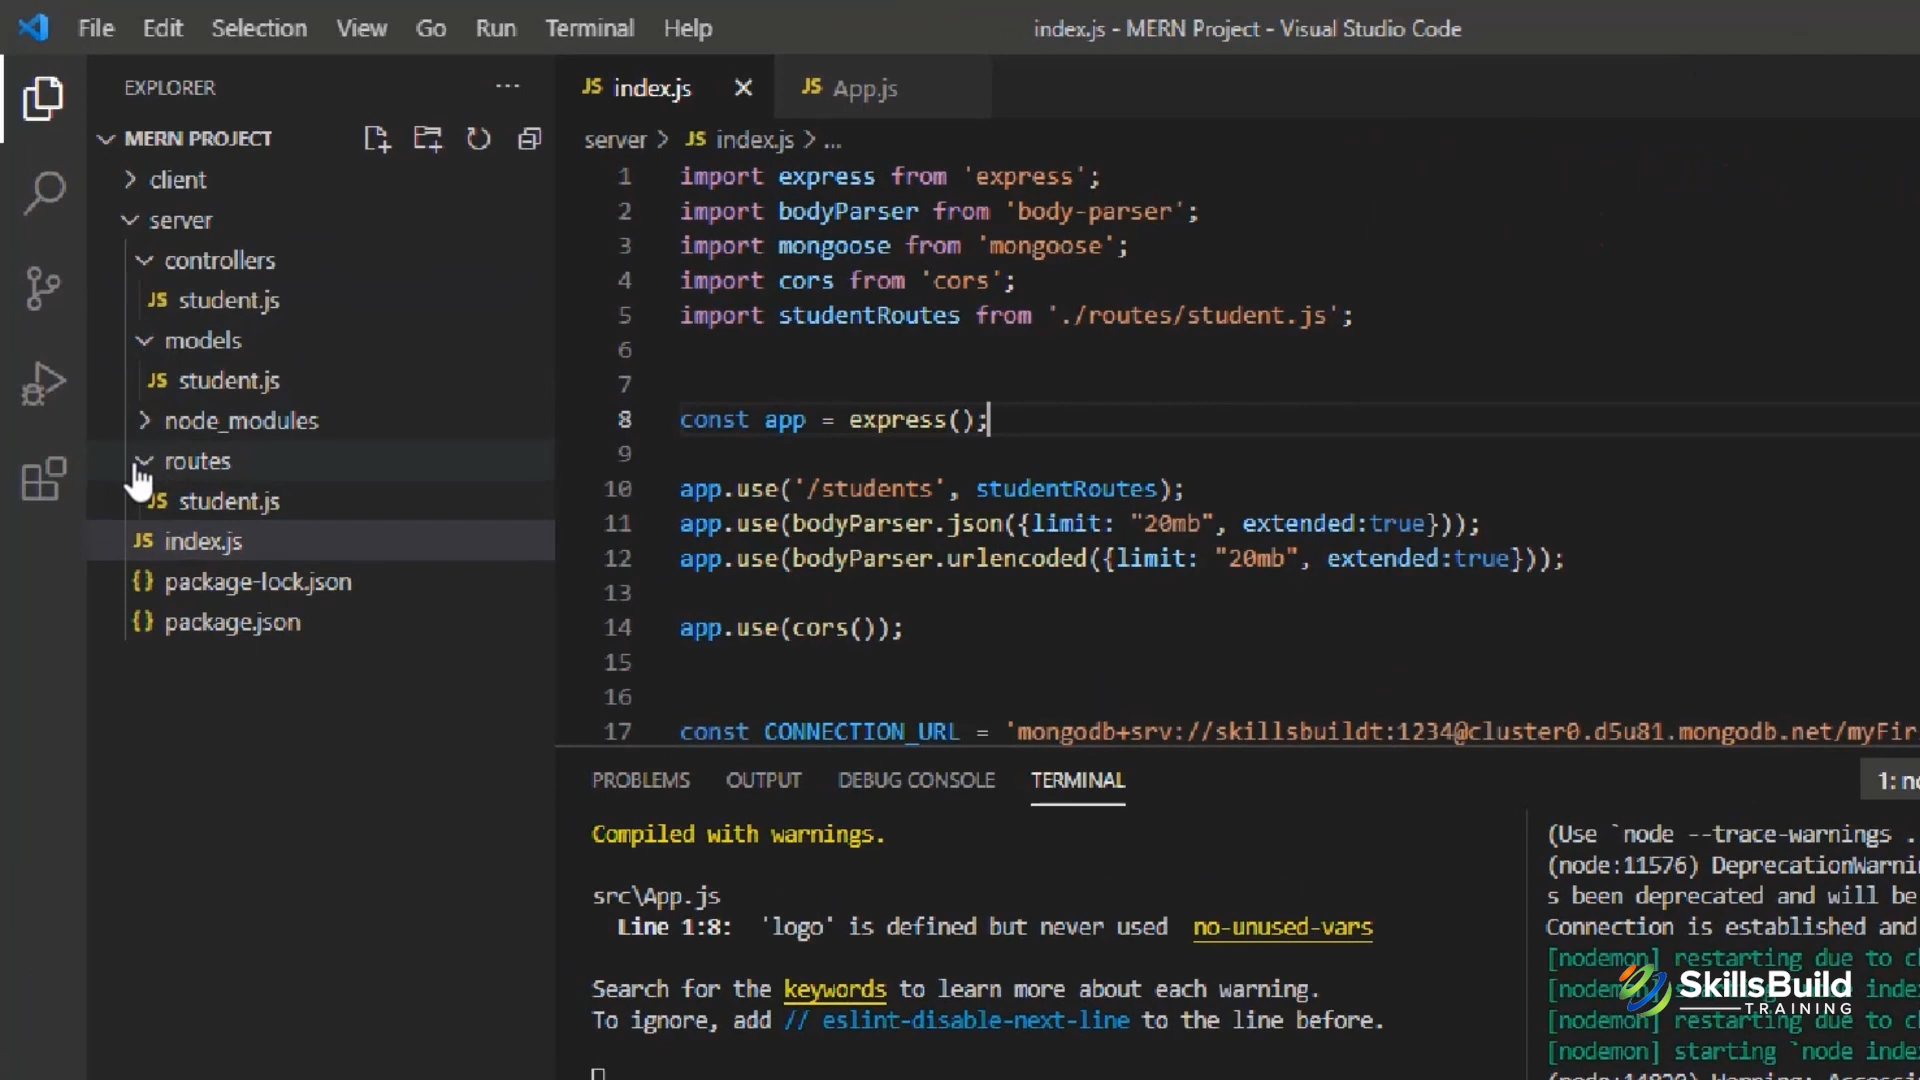 File Edit Selection View Go Run Terminal Help
index.js - MERN Project - Visual Studio Code
EXPLORER
MERN PROJECT
client
server
controllers
JS student.js
models
JS student.js
node_modules
routes
JS student.js
JS index.js
{} package-lock.json
{} package.json
JS index.js
JS App.js
server > JS index.js > ...
1 import express from 'express';
2 import bodyParser from 'body-parser';
3 import mongoose from 'mongoose';
4 import cors from 'cors';
5 import studentRoutes from './routes/student.js';
6
7
8 const app = express();
9
10 app.use('/students', studentRoutes);
11 app.use(bodyParser.json({limit: "20mb", extended:true}));
12 app.use(bodyParser.urlencoded({limit: "20mb", extended:true}));
13
14 app.use(cors());
15
16
17 const CONNECTION_URL = 'mongodb+srv://skillsbuildt:1234@cluster0.d5u81.mongodb.net/myFir
PROBLEMS OUTPUT DEBUG CONSOLE TERMINAL
1: no
Compiled with warnings.
src\App.js
Line 1:8: 'logo' is defined but never used no-unused-vars
Search for the keywords to learn more about each warning.
To ignore, add // eslint-disable-next-line to the line before.
(Use `node --trace-warnings .
(node:11576) DeprecationWarni
s been deprecated and will be
Connection is established and
[nodemon] restarting due to c
[nodem
[nodemon] restarting due to c
[nodemon] starting `node inde
SkillsBuild
TRAINING